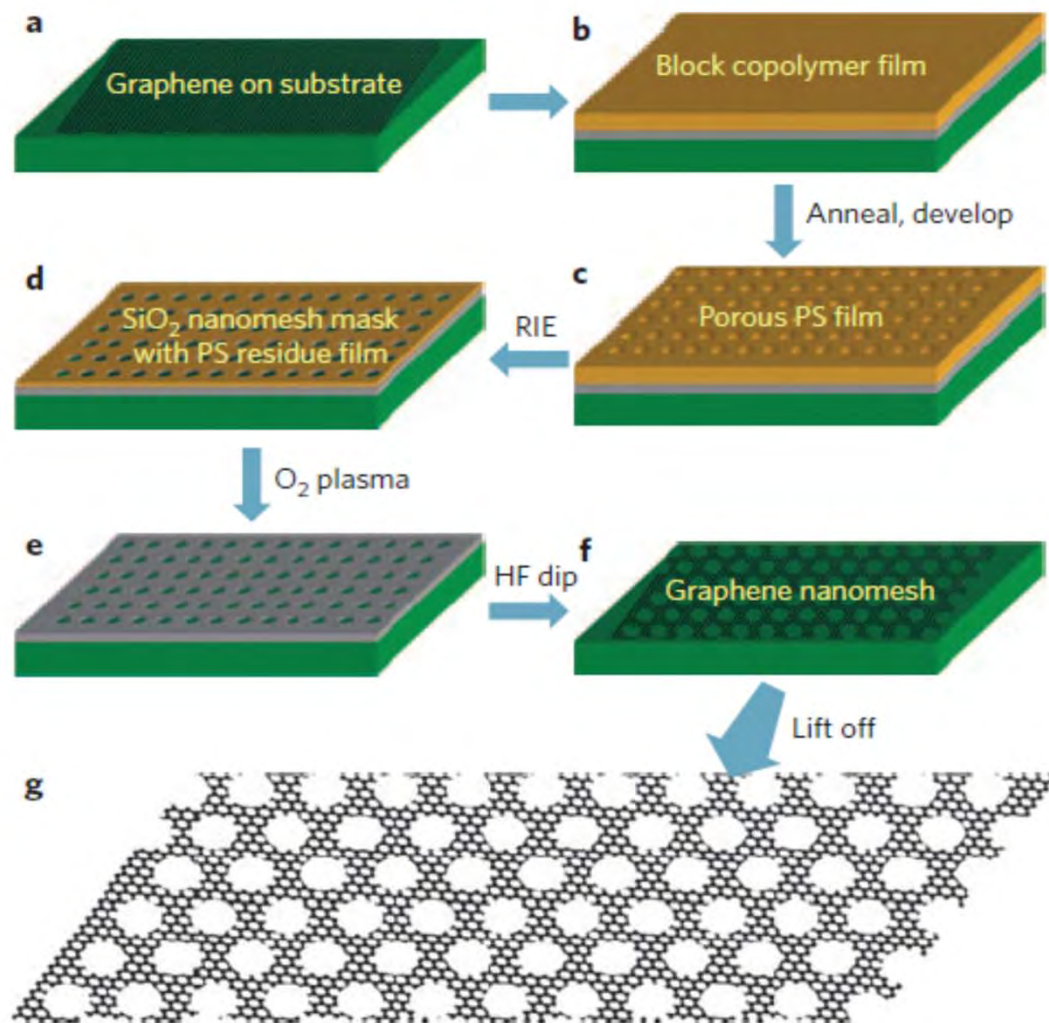 a
Graphene on substrate
b
Block copolymer film
Anneal, develop
c
Porous PS film
RIE
d
SiO₂ nanomesh mask
with PS residue film
O₂ plasma
e
HF dip
f
Graphene nanomesh
Lift off
g